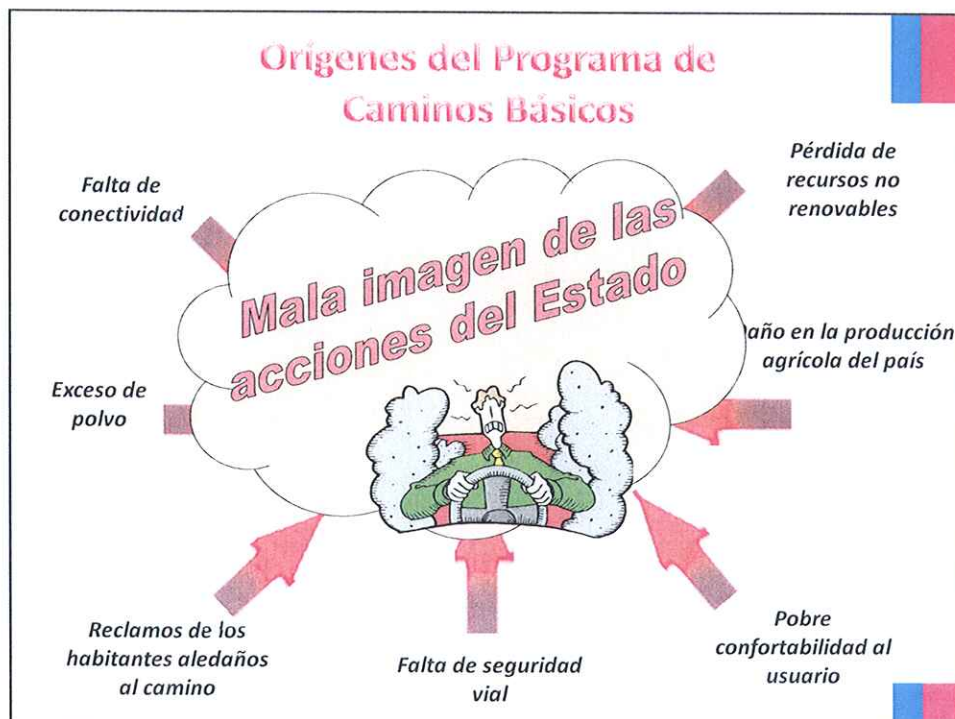 Orígenes del Programa de
Caminos Básicos
Falta de
conectividad
Pérdida de
recursos no
renovables
Mala imagen de las
acciones del Estado
Exceso de
polvo
Daño en la producción
agrícola del país
Reclamos de los
habitantes aledaños
al camino
Falta de seguridad
vial
Pobre
confortabilidad al
usuario